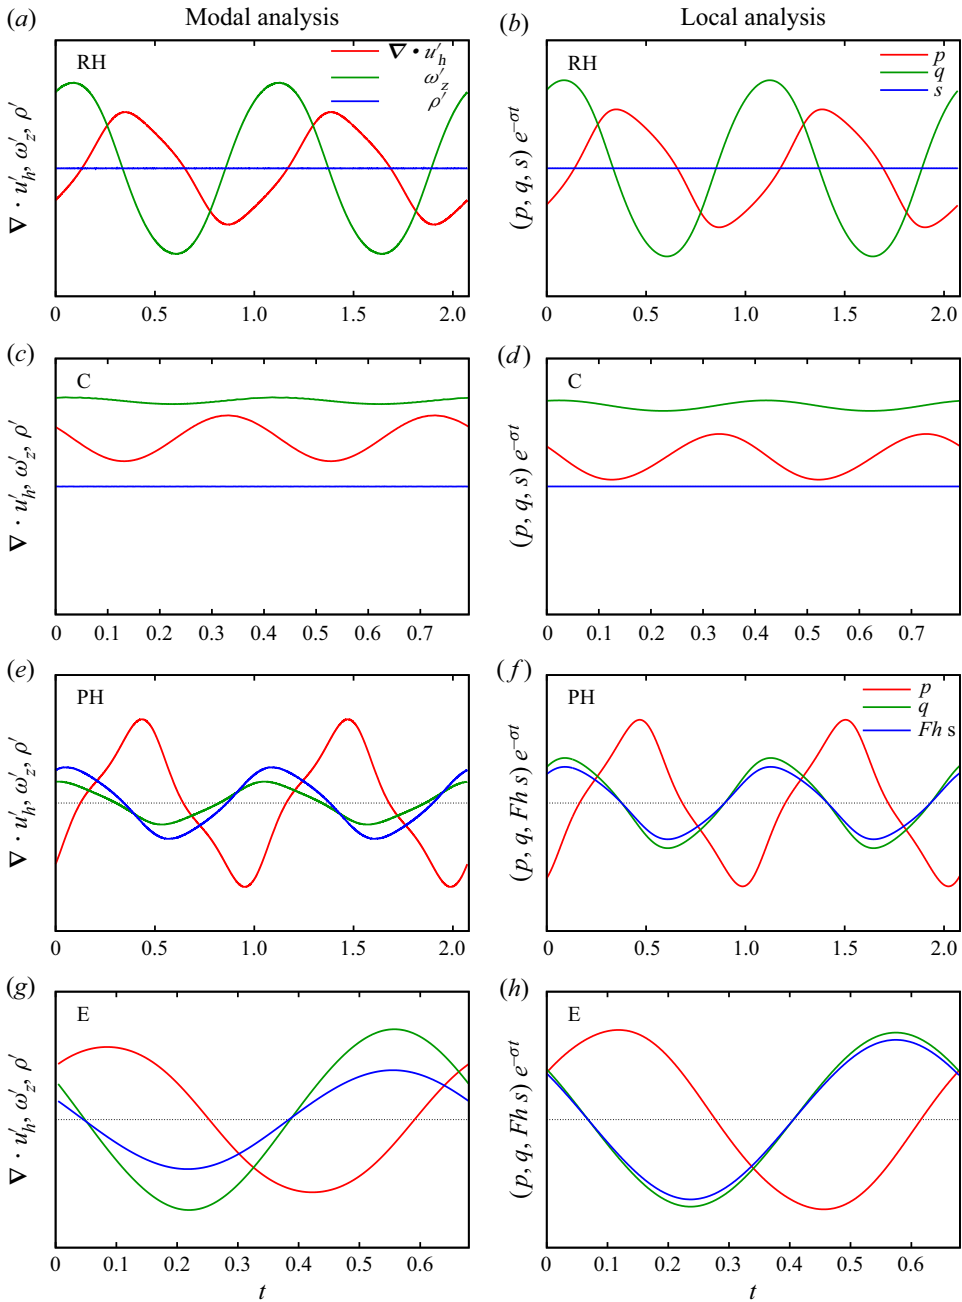 Modal analysis
Local analysis
(a)
RH
∇ · u′h
ω′z
ρ′
∇ · u′h, ω′z, ρ′
0 0.5 1.0 1.5 2.0
(b)
RH
p
q
s
(p, q, s) e−σt
0 0.5 1.0 1.5 2.0
(c)
C
∇ · u′h, ω′z, ρ′
0 0.1 0.2 0.3 0.4 0.5 0.6 0.7
(d)
C
(p, q, s) e−σt
0 0.1 0.2 0.3 0.4 0.5 0.6 0.7
(e)
PH
∇ · u′h, ω′z, ρ′
0 0.5 1.0 1.5 2.0
(f)
PH
p
q
Fh s
(p, q, Fh s) e−σt
0 0.5 1.0 1.5 2.0
(g)
E
∇ · u′h, ω′z, ρ′
0 0.1 0.2 0.3 0.4 0.5 0.6
t
(h)
E
(p, q, Fh s) e−σt
0 0.1 0.2 0.3 0.4 0.5 0.6
t